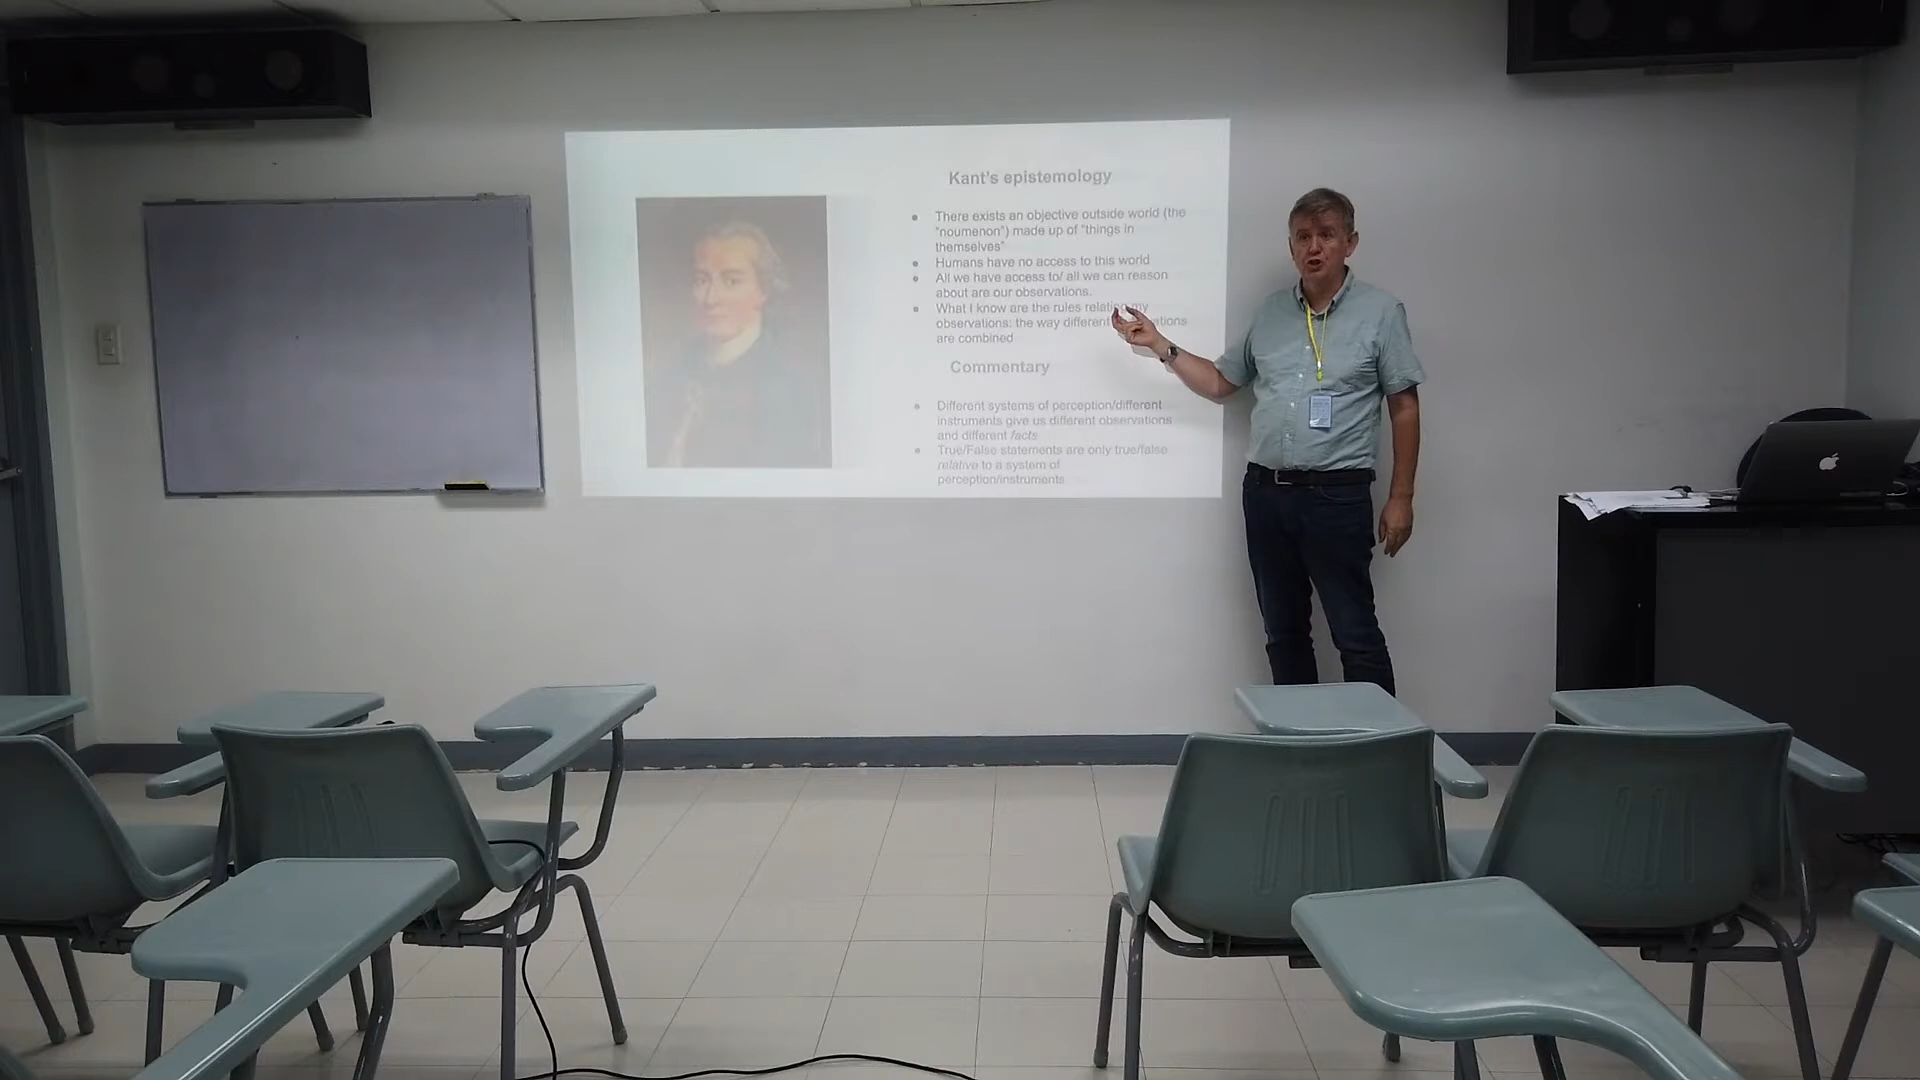 Kant's epistemology
There exists an objective outside world (the
"noumenon") made up of "things in
themselves"
Humans have no access to this world
All we have access to/ all we can reason
about are our observations.
What I know are the rules relating my
observations: the way different
are combined
Commentary
Different systems of perception/different
instruments give us different observations
and different facts
True/False statements are only true/false
relative to a system of
perception/instruments